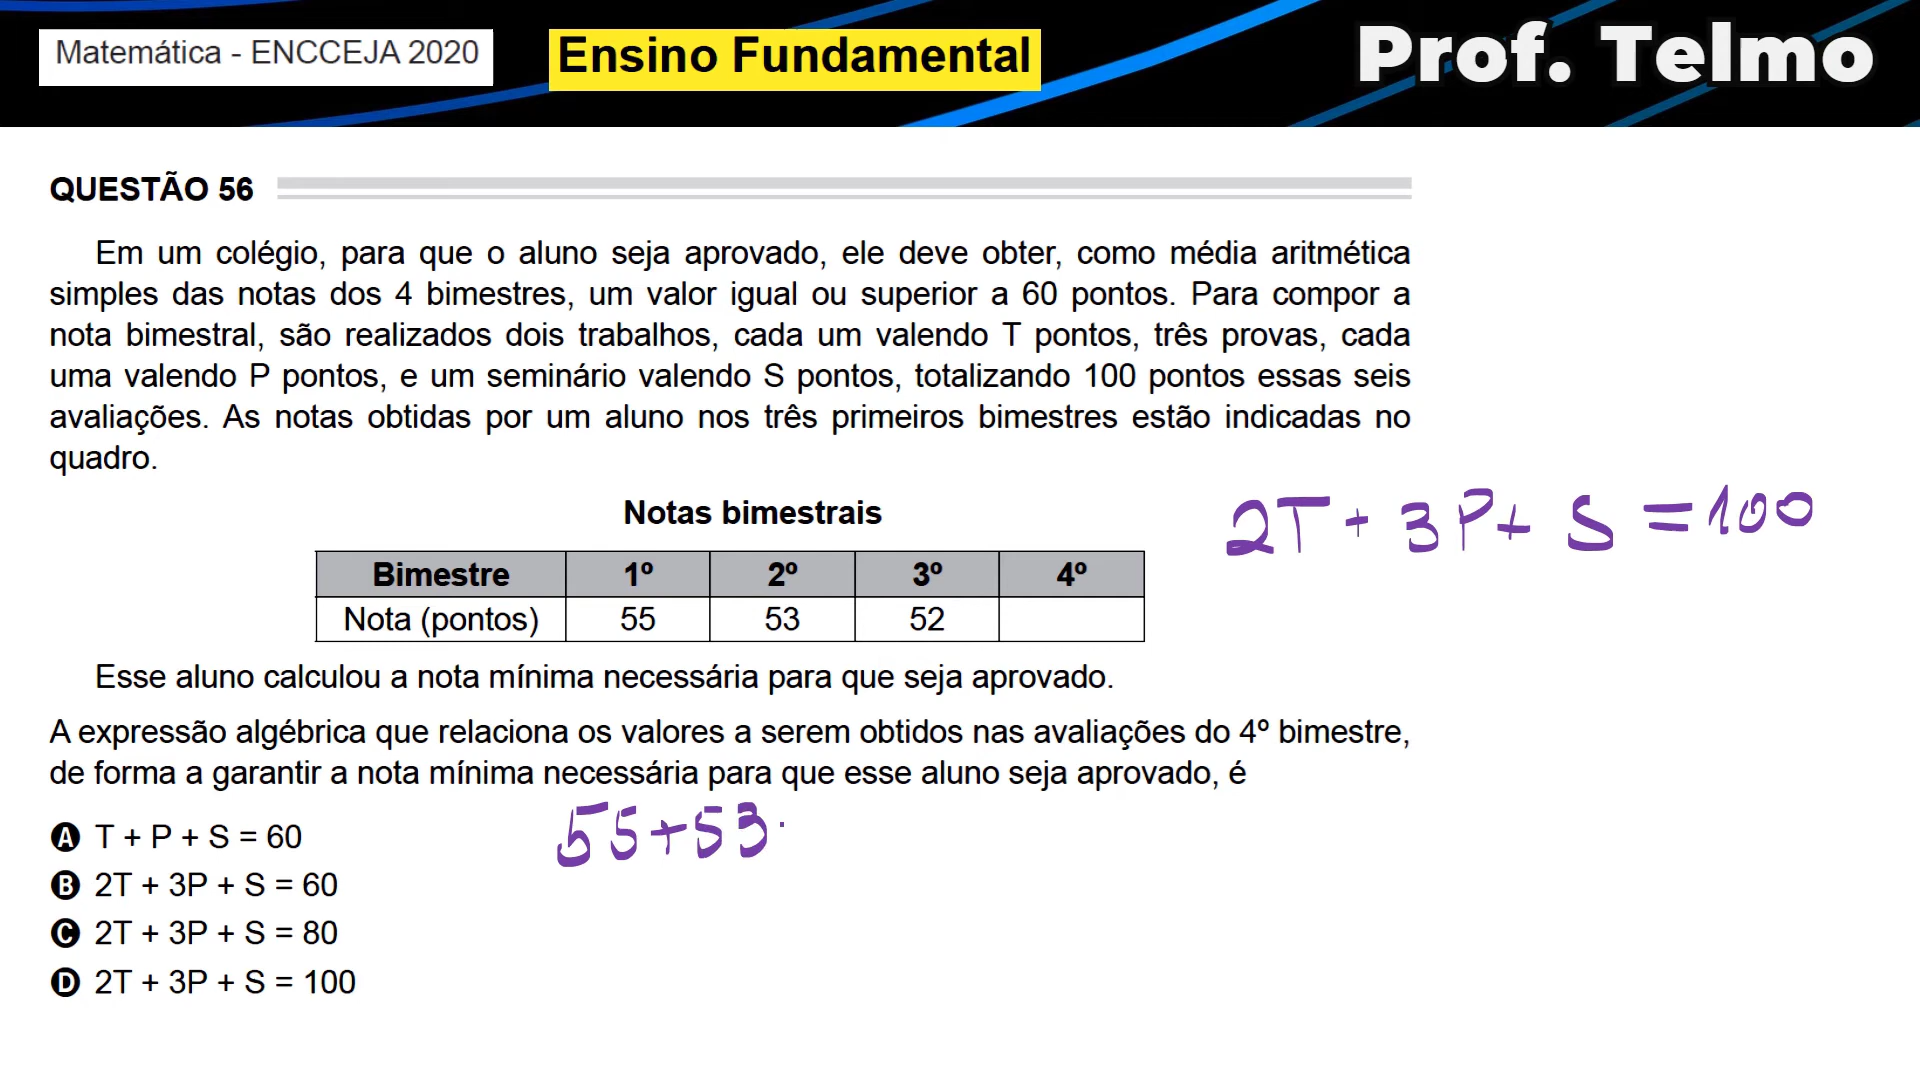 Matemática - ENCCEJA 2020
Ensino Fundamental
Prof. Telmo
QUESTÃO 56
Em um colégio, para que o aluno seja aprovado, ele deve obter, como média aritmética
simples das notas dos 4 bimestres, um valor igual ou superior a 60 pontos. Para compor a
nota bimestral, são realizados dois trabalhos, cada um valendo T pontos, três provas, cada
uma valendo P pontos, e um seminário valendo S pontos, totalizando 100 pontos essas seis
avaliações. As notas obtidas por um aluno nos três primeiros bimestres estão indicadas no
quadro.
Notas bimestrais
2T + 3P + S = 100
Bimestre 1º 2º 3º 4º
Nota (pontos) 55 53 52
Esse aluno calculou a nota mínima necessária para que seja aprovado.
A expressão algébrica que relaciona os valores a serem obtidos nas avaliações do 4º bimestre,
de forma a garantir a nota mínima necessária para que esse aluno seja aprovado, é
55+53
A T + P + S = 60
B 2T + 3P + S = 60
C 2T + 3P + S = 80
D 2T + 3P + S = 100